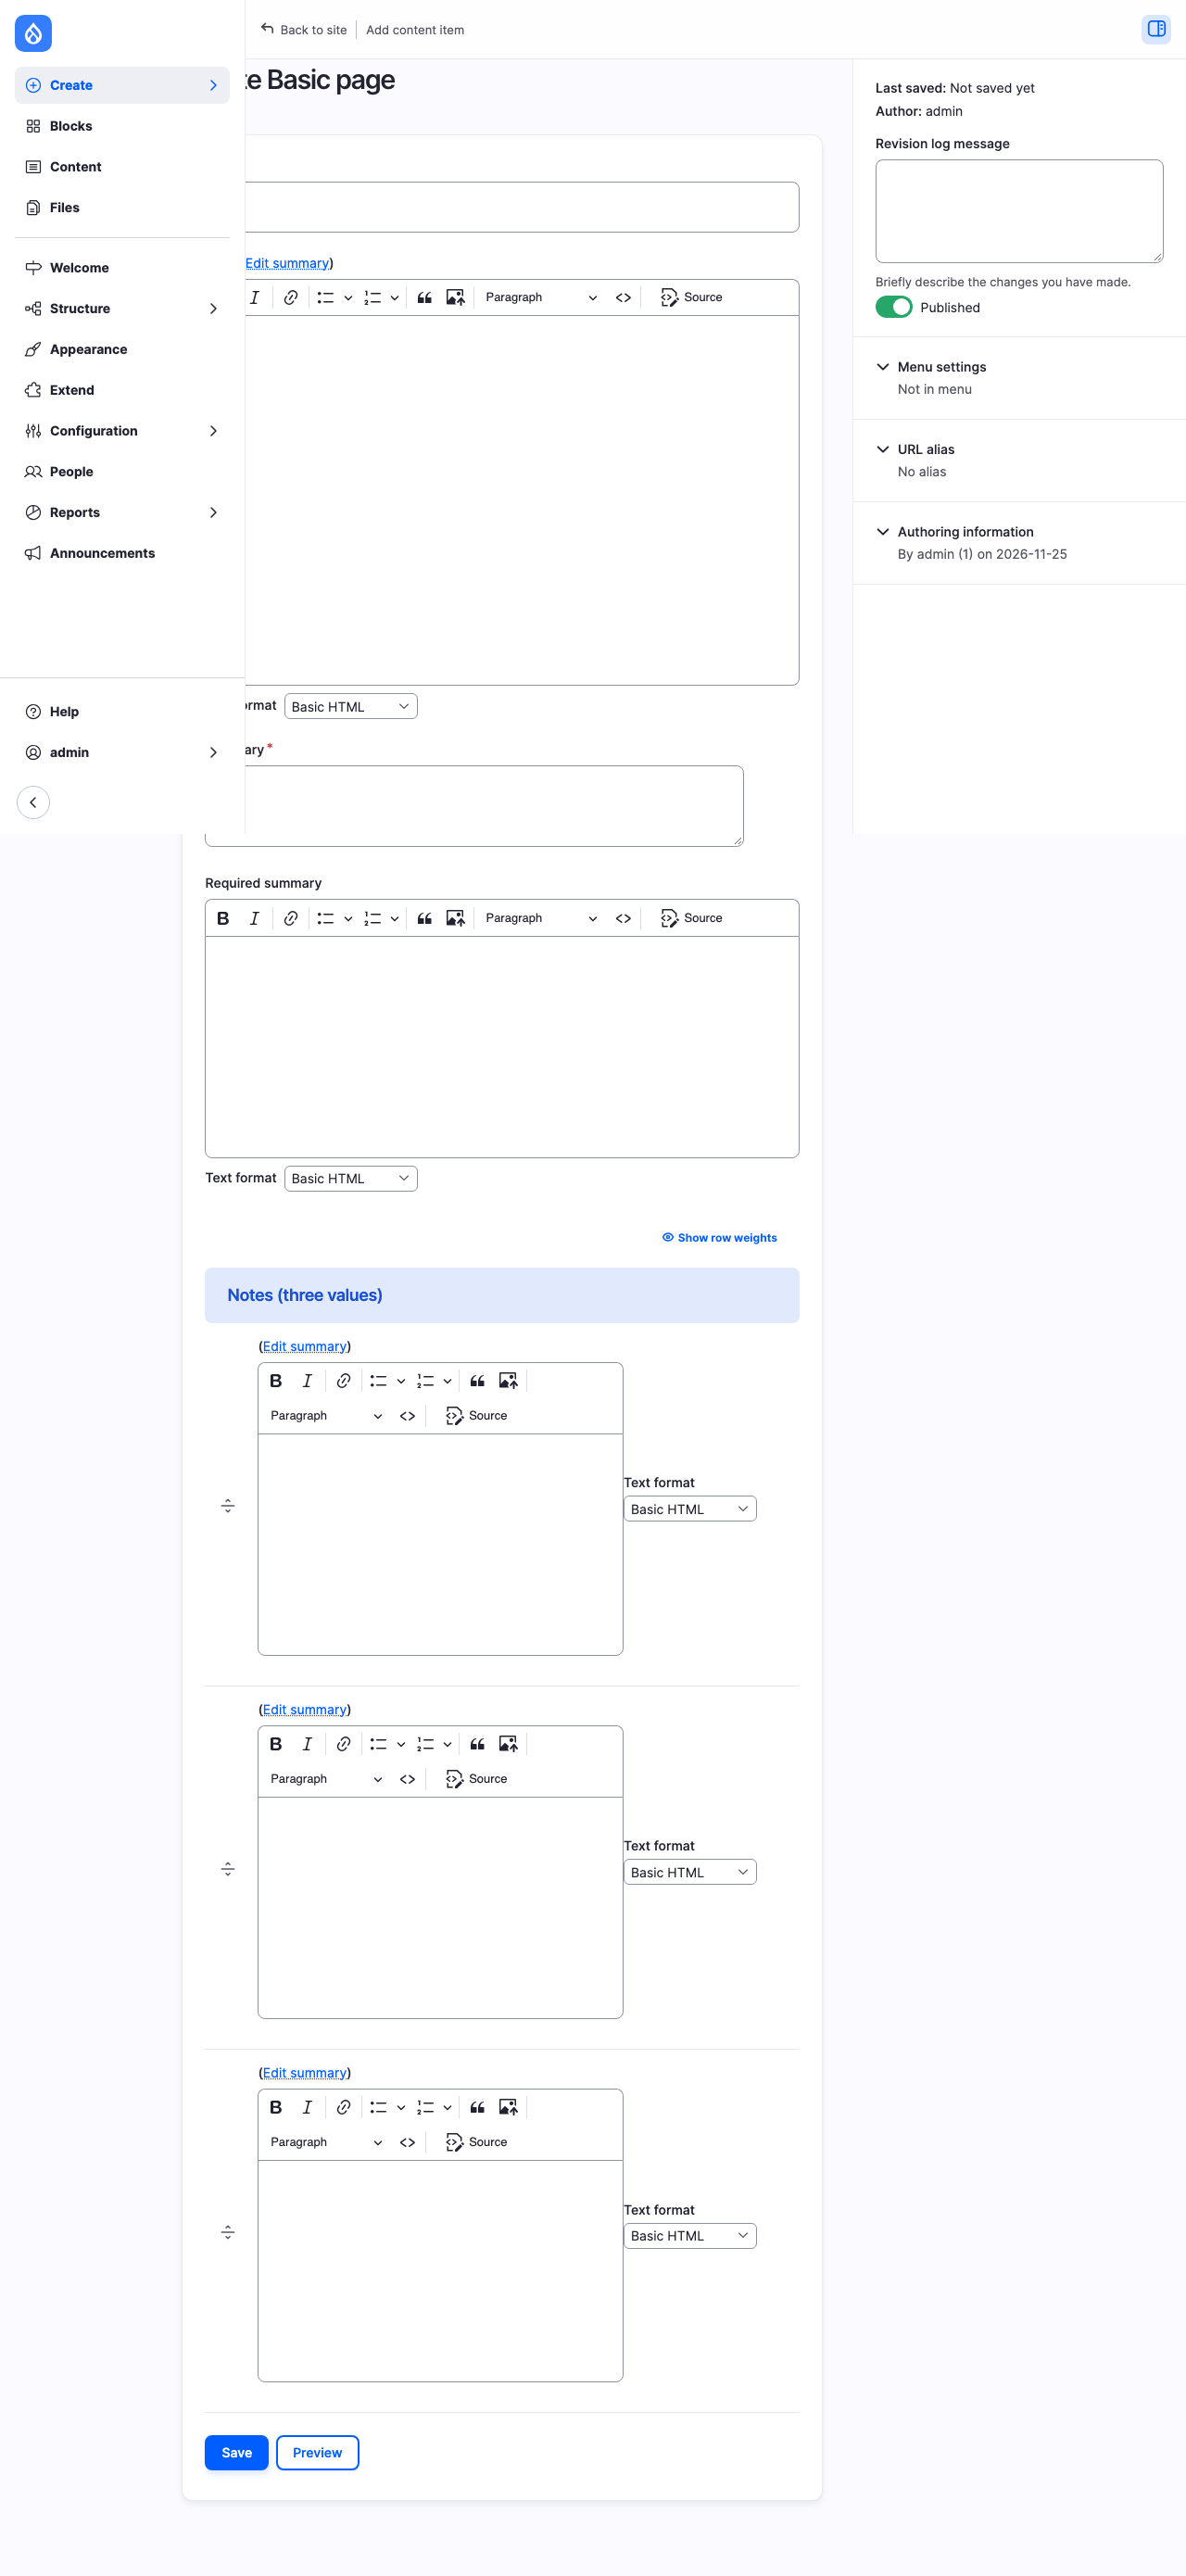 Back to site
Add content item
Create
Blocks
Content
Files
Welcome
Structure
Appearance
Extend
Configuration
People
Reports
Announcements
Help
admin
Basic page
Edit summary)
Paragraph
Source
Basic HTML
Required summary
Paragraph
Source
Text format
Basic HTML
Show row weights
Notes (three values)
(Edit summary)
Paragraph
Source
Text format
Basic HTML
(Edit summary)
Paragraph
Source
Text format
Basic HTML
(Edit summary)
Paragraph
Source
Text format
Basic HTML
Save
Preview
Last saved: Not saved yet
Author: admin
Revision log message
Briefly describe the changes you have made.
Published
Menu settings
Not in menu
URL alias
No alias
Authoring information
By admin (1) on 2026-11-25